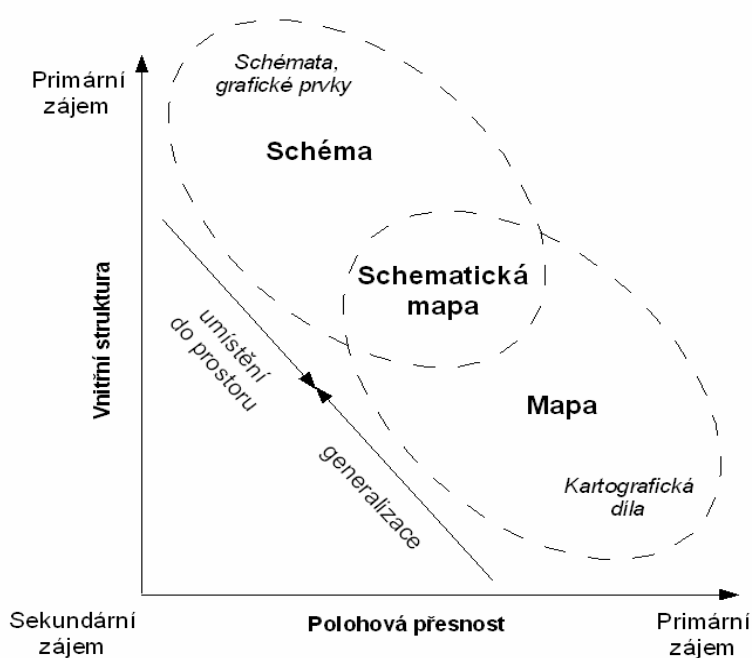 Schémata,
grafické prvky
Primární
zájem
Schéma
Schematická
mapa
Vnitřní struktura
umístění
do prostoru
Mapa
generalizace
Kartografická
díla
Sekundární
zájem
Polohová přesnost
Primární
zájem